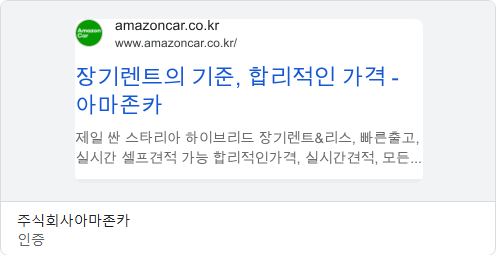 Amazon
Car
amazoncar.co.kr
www.amazoncar.co.kr/
장기렌트의 기준, 합리적인 가격 -
아마존카
제일 싼 스타리아 하이브리드 장기렌트&리스, 빠른출고,
실시간 셀프견적 가능 합리적인가격, 실시간견적, 모든...
주식회사아마존카
인증